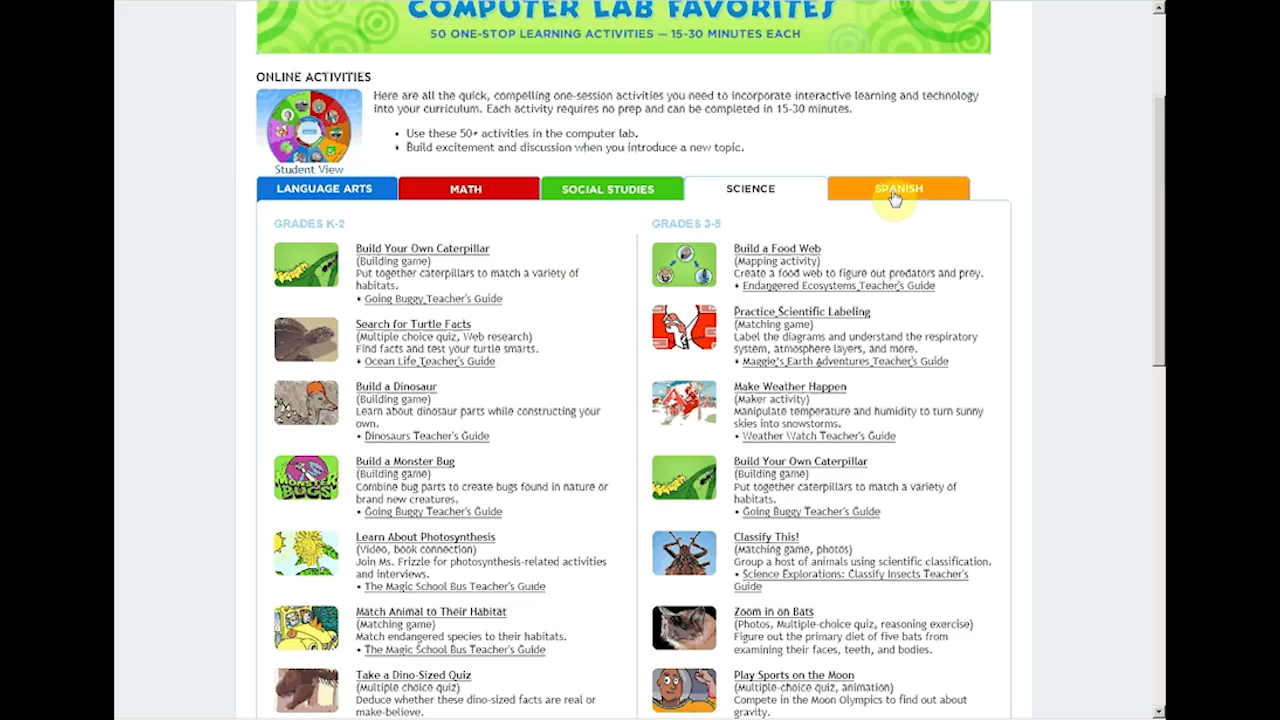 COMPUTER LAB FAVORITES
50 ONE-STOP LEARNING ACTIVITIES — 15-30 MINUTES EACH
ONLINE ACTIVITIES
Here are all the quick, compelling one-session activities you need to incorporate interactive learning and technology
into your curriculum. Each activity requires no prep and can be completed in 15-30 minutes.
• Use these 50+ activities in the computer lab.
• Build excitement and discussion when you introduce a new topic.
Student View
LANGUAGE ARTS
MATH
SOCIAL STUDIES
SCIENCE
SPANISH
GRADES K-2
Build Your Own Caterpillar
(Building game)
Put together caterpillars to match a variety of
habitats.
• Going Buggy Teacher's Guide
Search for Turtle Facts
(Multiple choice quiz, Web research)
Find facts and test your turtle smarts.
• Ocean Life Teacher's Guide
Build a Dinosaur
(Building game)
Learn about dinosaur parts while constructing your
own.
• Dinosaurs Teacher's Guide
Build a Monster Bug
(Building game)
Combine bug parts to create bugs found in nature or
brand new creatures.
• Going Buggy Teacher's Guide
MONSTER
BUGS
Learn About Photosynthesis
(Video, book connection)
Join Ms. Frizzle for photosynthesis-related activities
and interviews.
• The Magic School Bus Teacher's Guide
Match Animal to Their Habitat
(Matching game)
Match endangered species to their habitats.
• The Magic School Bus Teacher's Guide
Take a Dino-Sized Quiz
(Multiple choice quiz)
Deduce whether these dino-sized facts are real or
make-believe.
GRADES 3-5
Build a Food Web
(Mapping activity)
Create a food web to figure out predators and prey.
• Endangered Ecosystems Teacher's Guide
Practice Scientific Labeling
(Matching game)
Label the diagrams and understand the respiratory
system, atmosphere layers, and more.
• Maggie's Earth Adventures Teacher's Guide
Make Weather Happen
(Maker activity)
Manipulate temperature and humidity to turn sunny
skies into snowstorms.
• Weather Watch Teacher's Guide
Build Your Own Caterpillar
(Building game)
Put together caterpillars to match a variety of
habitats.
• Going Buggy Teacher's Guide
Classify This!
(Matching game, photos)
Group a host of animals using scientific classification.
• Science Explorations: Classify Insects Teacher's
Guide
Zoom in on Bats
(Photos, Multiple-choice quiz, reasoning exercise)
Figure out the primary diet of five bats from
examining their faces, teeth, and bodies.
Play Sports on the Moon
(Multiple-choice quiz, animation)
Compete in the Moon Olympics to find out about
gravity.